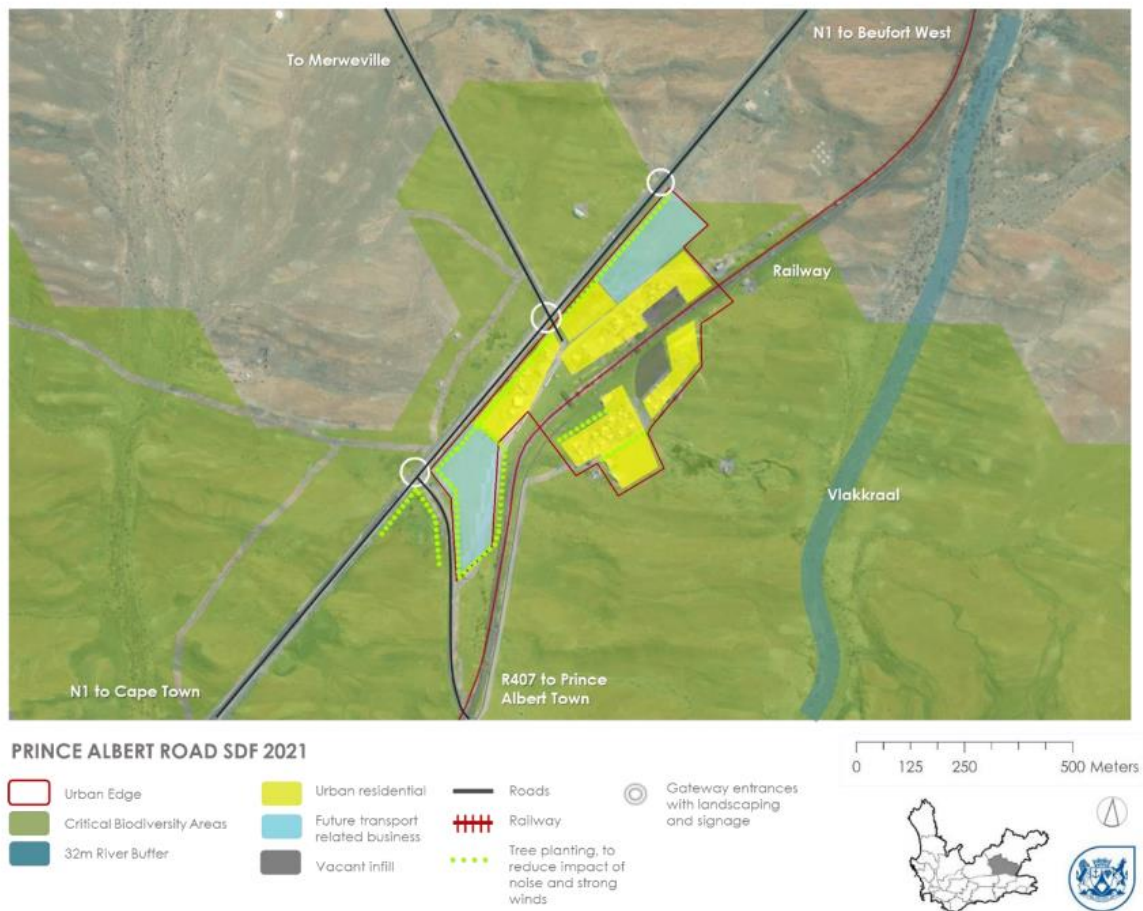 N1 to Beufort West
To Merweville
Railway
Vlakkraal
N1 to Cape Town
R407 to Prince
Albert Town
PRINCE ALBERT ROAD SDF 2021
Urban Edge
Critical Biodiversity Areas
32m River Buffer
Urban residential
Future transport
related business
Vacant infill
Roads
Railway
Tree planting, to
reduce impact of
noise and strong
winds
Gateway entrances
with landscaping
and signage
0 125 250 500 Meters